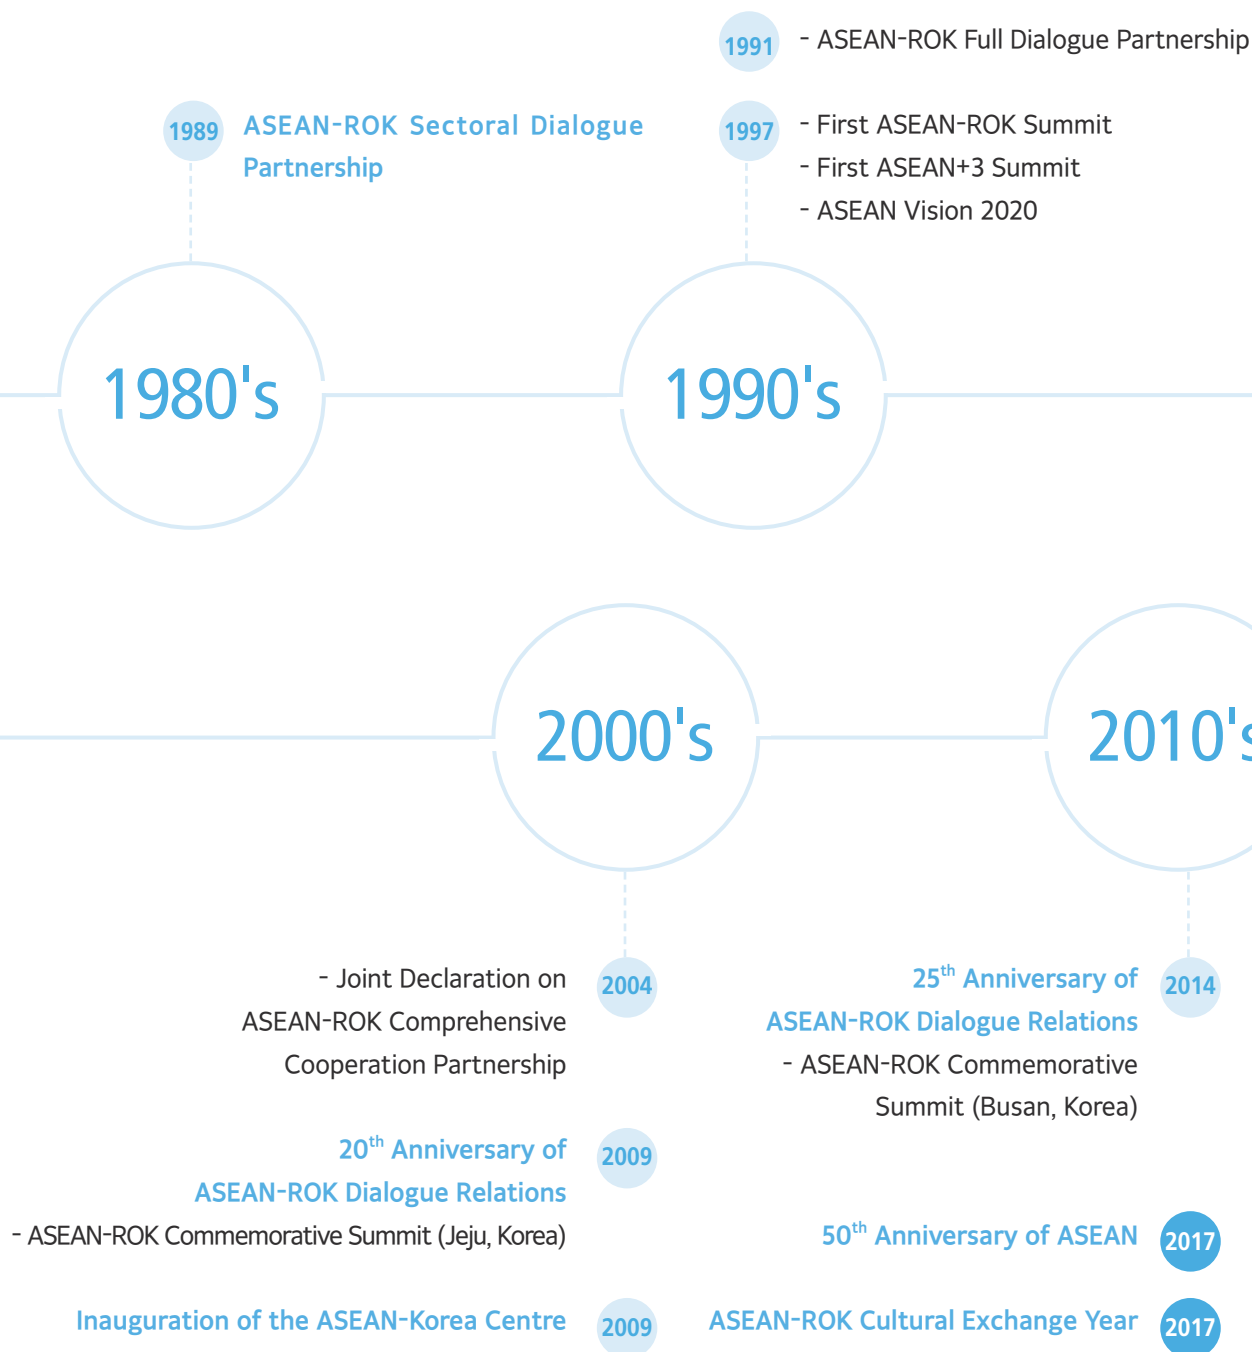 1991
- ASEAN-ROK Full Dialogue Partnership
1989
ASEAN-ROK Sectoral Dialogue
Partnership
1997
- First ASEAN-ROK Summit
- First ASEAN+3 Summit
- ASEAN Vision 2020
1980's
1990's
2000's
2010's
- Joint Declaration on
ASEAN-ROK Comprehensive
Cooperation Partnership
2004
20th Anniversary of
ASEAN-ROK Dialogue Relations
- ASEAN-ROK Commemorative Summit (Jeju, Korea)
2009
Inauguration of the ASEAN-Korea Centre
2009
25th Anniversary of
ASEAN-ROK Dialogue Relations
- ASEAN-ROK Commemorative
Summit (Busan, Korea)
2014
50th Anniversary of ASEAN
2017
ASEAN-ROK Cultural Exchange Year
2017